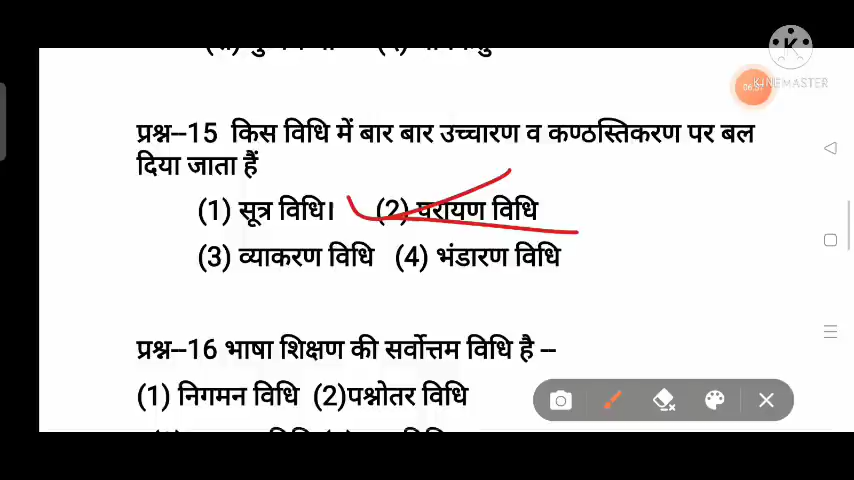 KINEMASTER
प्रश्न–15 किस विधि में बार बार उच्चारण व कण्ठस्तिकरण पर बल
दिया जाता हैं
(1) सूत्र विधि। (2) परायण विधि
(3) व्याकरण विधि (4) भंडारण विधि
प्रश्न–16 भाषा शिक्षण की सर्वोत्तम विधि है –
(1) निगमन विधि (2)पश्नोतर विधि